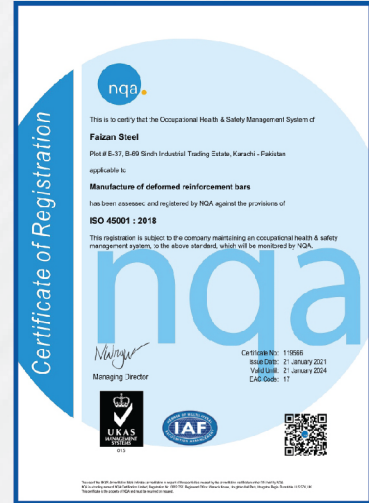 nqa.
Certificate of Registration
This is to certify that the Occupational Health & Safety Management System of
Faizan Steel
Plot # E-37, B-69 Sindh Industrial Trading Estate, Karachi - Pakistan
applicable to
Manufacture of deformed reinforcement bars
has been assessed and registered by NQA against the provisions of
ISO 45001 : 2018
This registration is subject to the company maintaining an occupational health & safety
management system, to the above standard, which will be monitored by NQA.
nqa
Managing Director
Certificate No: 119566
Issue Date: 21 January 2021
Valid Until: 21 January 2024
EAC Code: 17
UKAS
MANAGEMENT
SYSTEMS
015
IAF